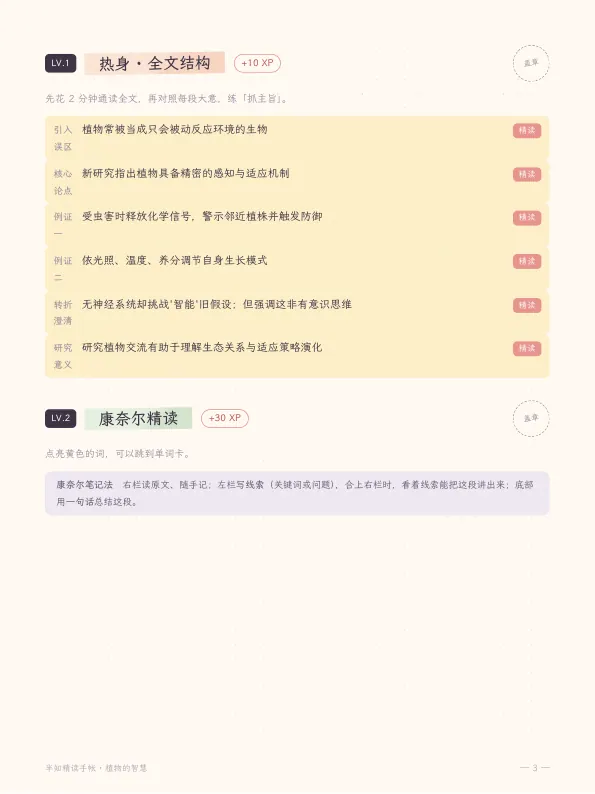 LV.1 热身·全文结构 +10 XP 盖章
先花 2 分钟通读全文，再对照每段大意，练「抓主旨」。
引入误区 植物常被当成只会被动反应环境的生物 精读
核心论点 新研究指出植物具备精密的感知与适应机制 精读
例证一 受虫害时释放化学信号，警示邻近植株并触发防御 精读
例证二 依光照、温度、养分调节自身生长模式 精读
转折澄清 无神经系统却挑战'智能'旧假设；但强调这非有意识思维 精读
研究意义 研究植物交流有助于理解生态关系与适应策略演化 精读
LV.2 康奈尔精读 +30 XP 盖章
点亮黄色的词，可以跳到单词卡。
康奈尔笔记法 右栏读原文、随手记；左栏写线索（关键词或问题），合上右栏时，看着线索能把这段讲出来；底部
用一句话总结这段。
半知精读手帐·植物的智慧 — 3 —